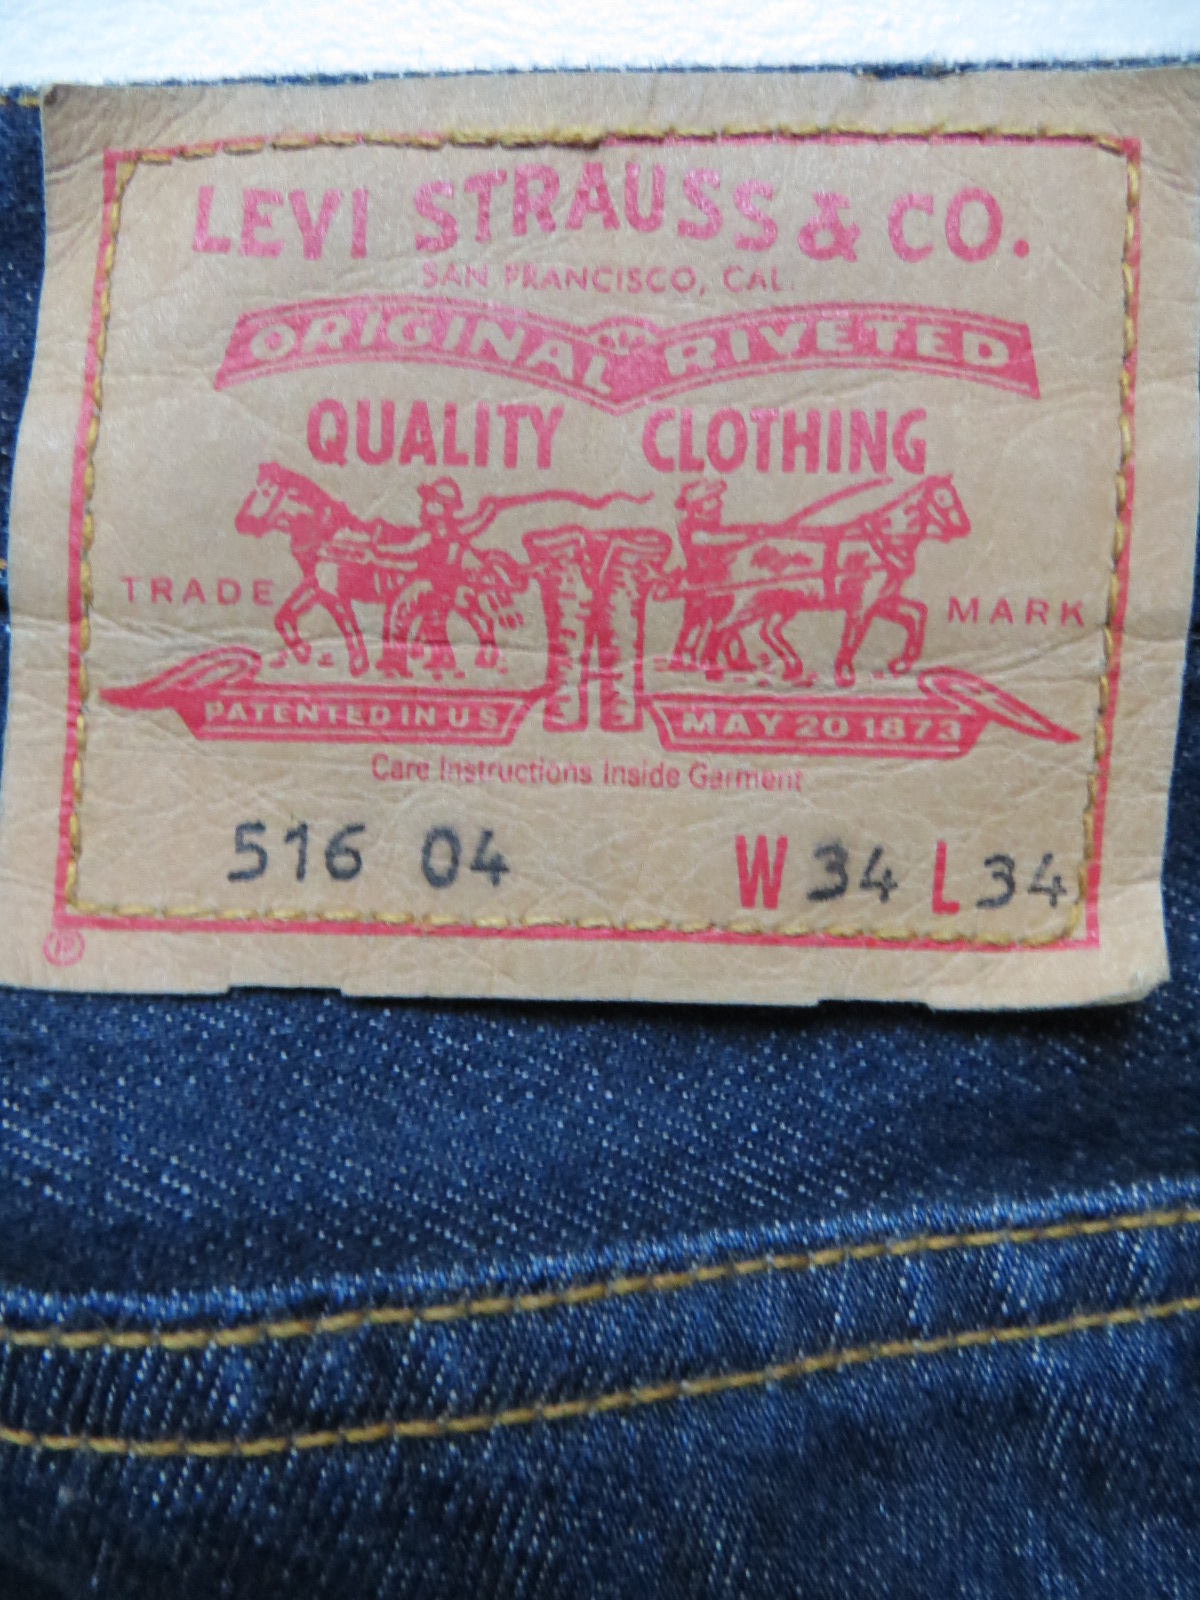 LEVI STRAUSS & CO.
SAN FRANCISCO, CAL.
ORIGINAL RIVETED
QUALITY CLOTHING
TRADE MARK
PATENTED IN U S MAY 20 1873
Care Instructions Inside Garment
516 04 W 34 L 34
®